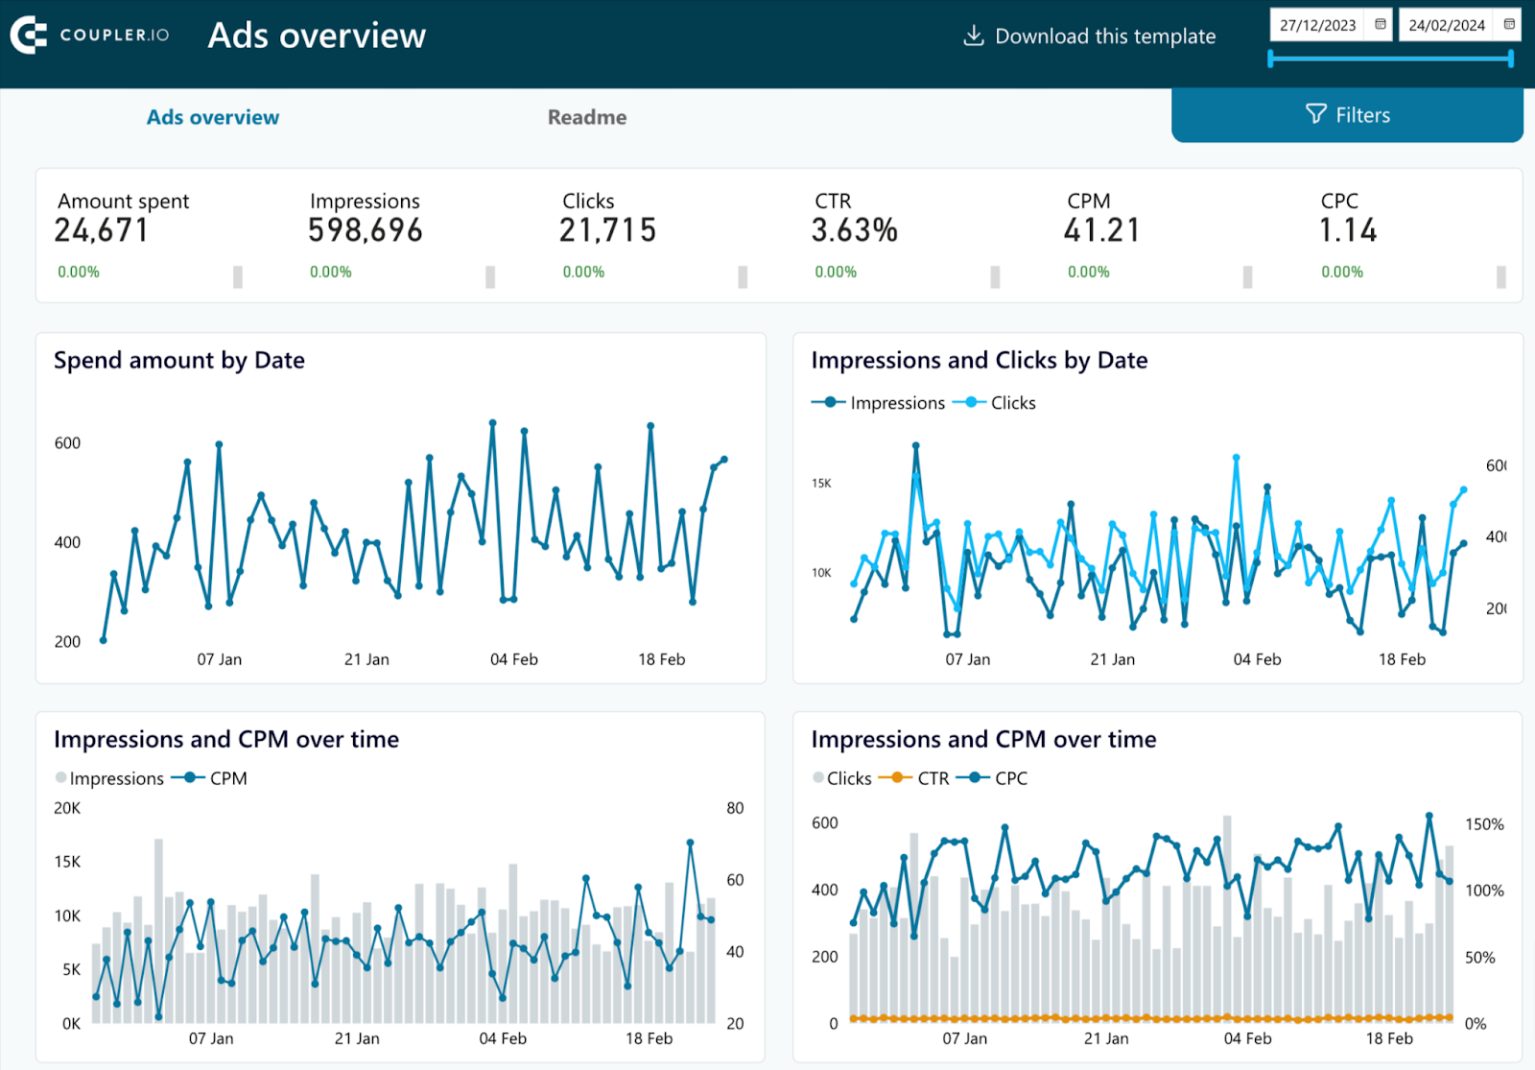 COUPLER.IO
Ads overview
Download this template
27/12/2023
24/02/2024
Ads overview
Readme
Filters
Amount spent
24,671
0.00%
Impressions
598,696
0.00%
Clicks
21,715
0.00%
CTR
3.63%
0.00%
CPM
41.21
0.00%
CPC
1.14
0.00%
Spend amount by Date
600
400
200
07 Jan
21 Jan
04 Feb
18 Feb
Impressions and Clicks by Date
Impressions
Clicks
15K
10K
600
400
200
07 Jan
21 Jan
04 Feb
18 Feb
Impressions and CPM over time
Impressions
CPM
20K
15K
10K
5K
0K
80
60
40
20
07 Jan
21 Jan
04 Feb
18 Feb
Impressions and CPM over time
Clicks
CTR
CPC
600
400
200
0
150%
100%
50%
0%
07 Jan
21 Jan
04 Feb
18 Feb